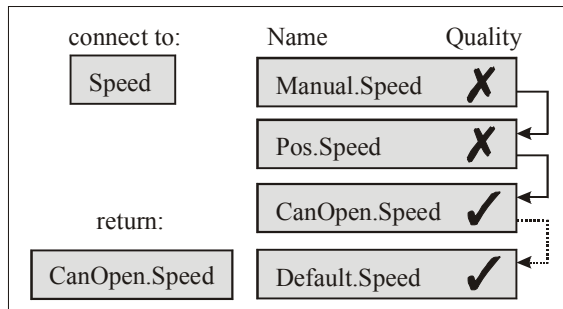 connect to:
Name Quality
Speed
Manual.Speed ✗
Pos.Speed ✗
CanOpen.Speed ✓
return:
CanOpen.Speed
Default.Speed ✓